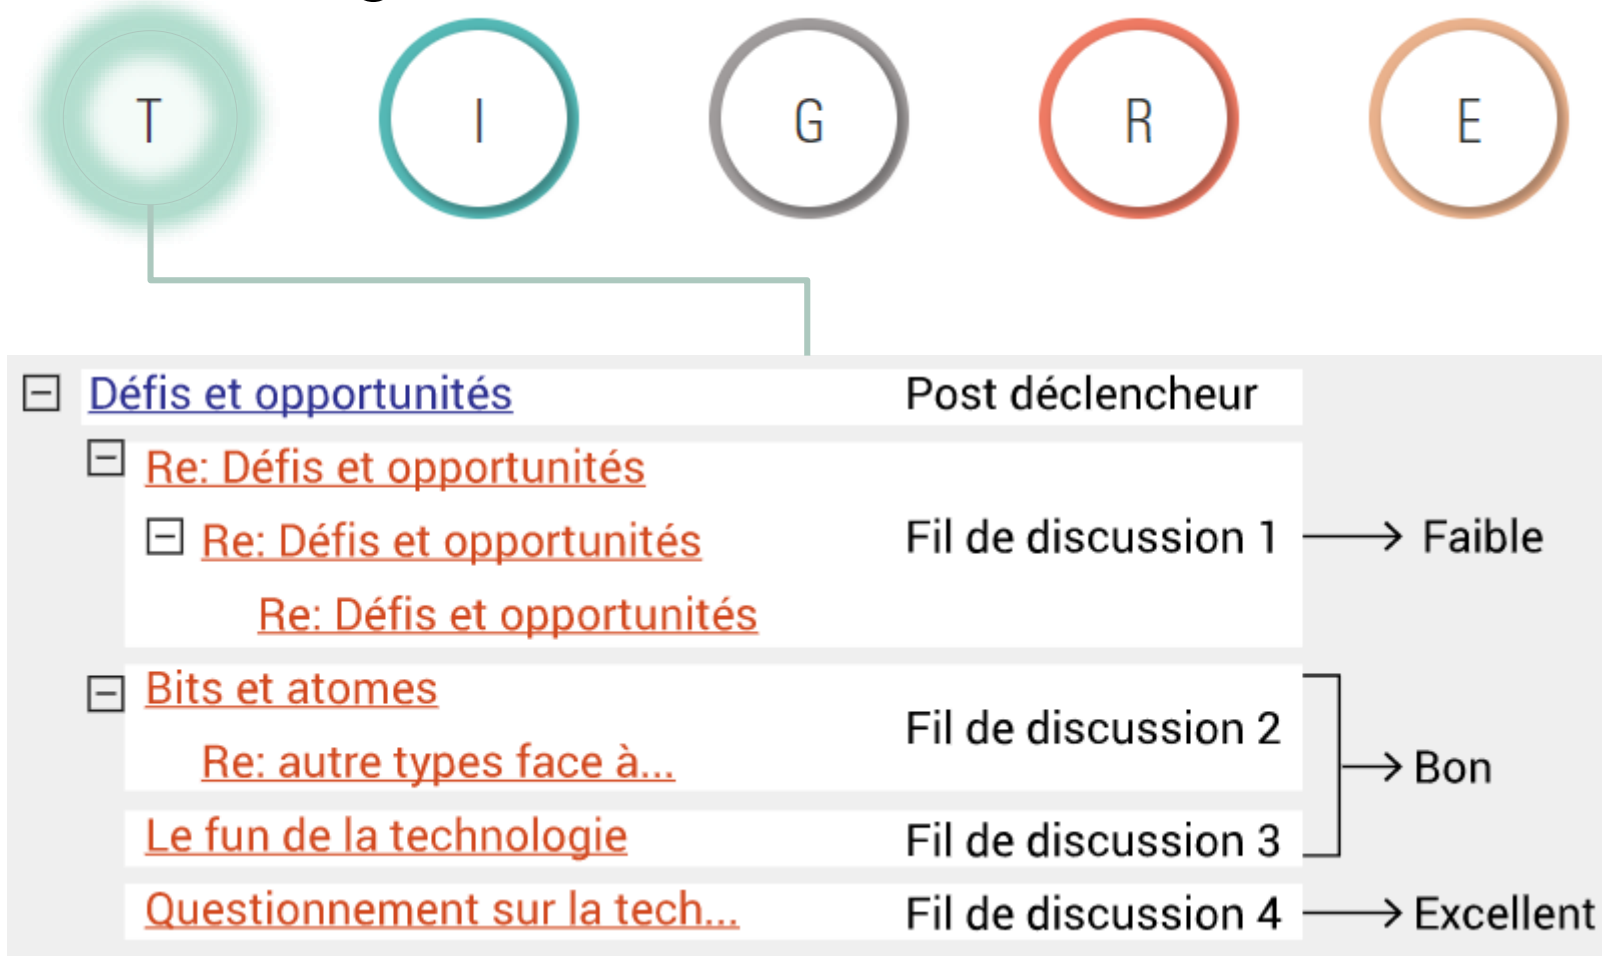 T I G R E
Défis et opportunités Post déclencheur
Re: Défis et opportunités
Re: Défis et opportunités Fil de discussion 1 Faible
Re: Défis et opportunités
Bits et atomes
Fil de discussion 2
Re: autre types face à...
Bon
Le fun de la technologie Fil de discussion 3
Questionnement sur la tech... Fil de discussion 4 Excellent